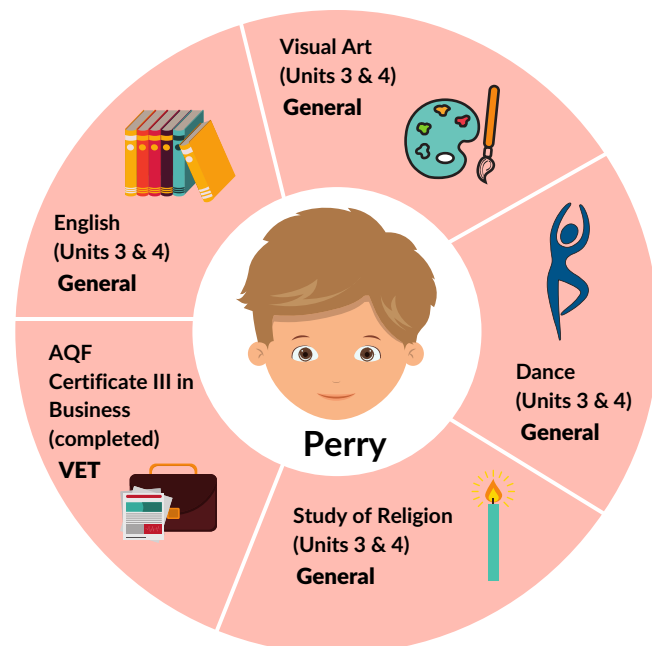 Visual Art
(Units 3 & 4)
General
English
(Units 3 & 4)
General
Dance
(Units 3 & 4)
General
AQF
Certificate III in
Business
(completed)
VET
Perry
Study of Religion
(Units 3 & 4)
General